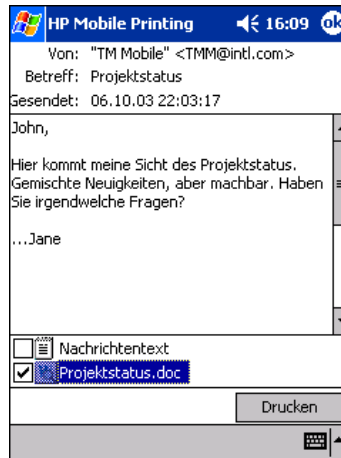 HP Mobile Printing 16:09 ok
Von: "TM Mobile" <TMM@intl.com>
Betreff: Projektstatus
Gesendet: 06.10.03 22:03:17
John,
Hier kommt meine Sicht des Projektstatus.
Gemischte Neuigkeiten, aber machbar. Haben
Sie irgendwelche Fragen?
...Jane
Nachrichtentext
Projektstatus.doc
Drucken